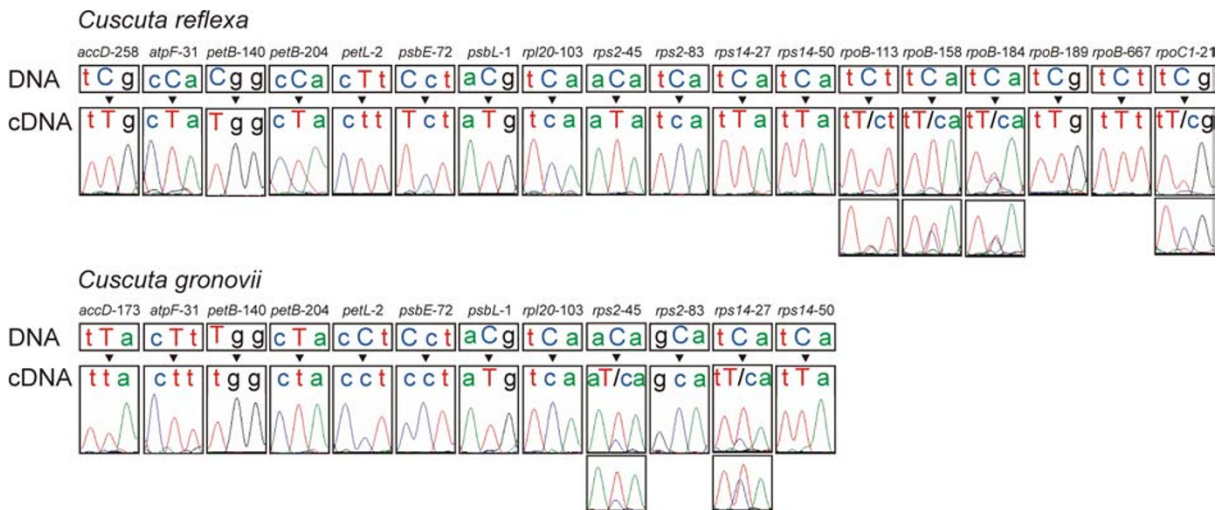 Cuscuta reflexa
accD-258 atpF-31 petB-140 petB-204 petL-2 psbE-72 psbL-1 rpl20-103 rps2-45 rps2-83 rps14-27 rps14-50 rpoB-113 rpoB-158 rpoB-184 rpoB-189 rpoB-667 rpoC1-21
DNA tCg cCa Cgg cCa cTt Cct aCg tCa aCa tCa tCa tCa tCt tCa tCa tCg tCt tCg
cDNA tTg cTa Tgg cTa ctt Tct aTg tca aTa tca tTa tTa tT/ct tT/ca tT/ca tTg tTt tT/cg
Cuscuta gronovii
accD-173 atpF-31 petB-140 petB-204 petL-2 psbE-72 psbL-1 rpl20-103 rps2-45 rps2-83 rps14-27 rps14-50
DNA tTa cTt Tgg cTa cCt Cct aCg tCa aCa gCa tCa tCa
cDNA tta ctt tgg cta cct cct aTg tca aT/ca gca tT/ca tTa